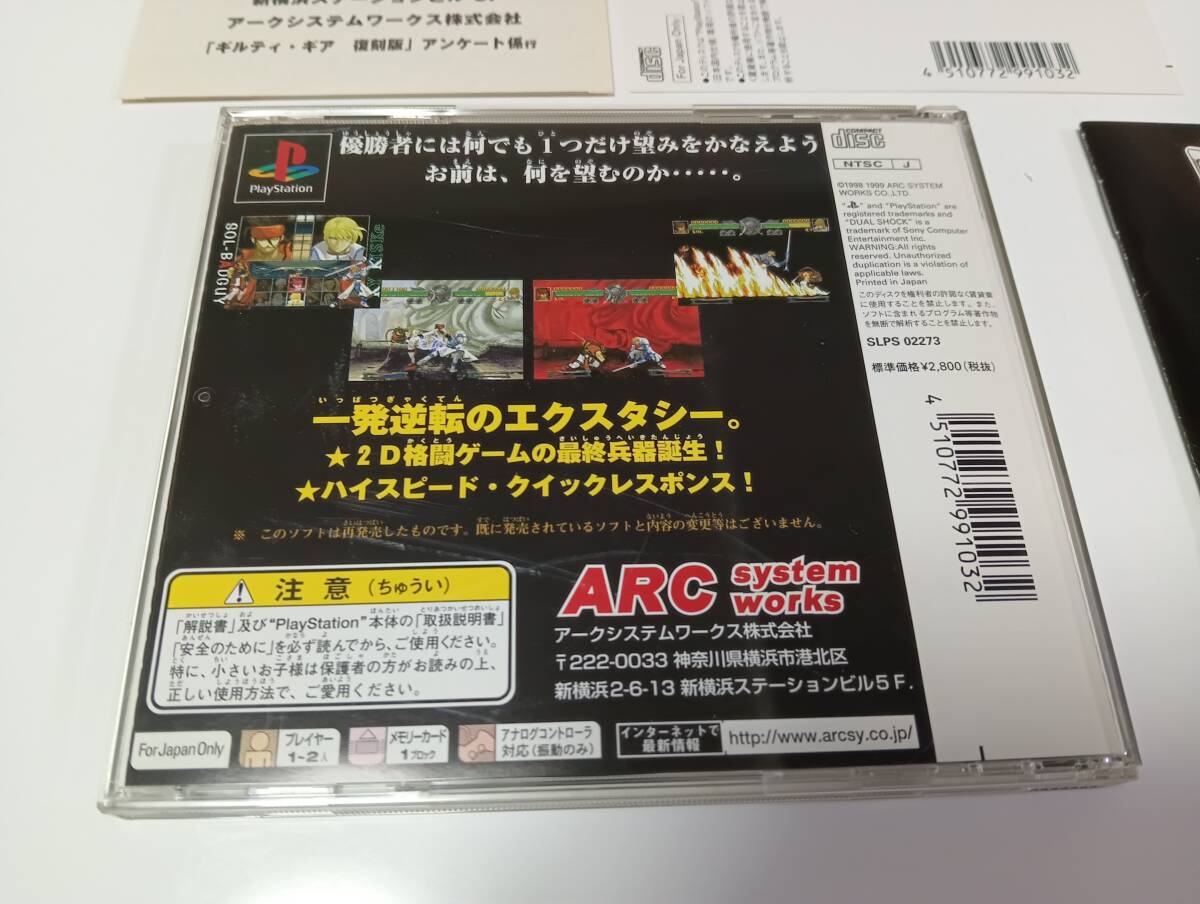 アークシステムワークス株式会社
「ギルティ・ギア 復刻版」アンケート係行
For Japan Only
4 510772 991032
PlayStation
優勝者には何でも1つだけ望みをかなえよう
お前は、何を望むのか・・・・・。
SOL-BADGUY
KISKE
一発逆転のエクスタシー。
★2D格闘ゲームの最終兵器誕生!
★ハイスピード・クイックレスポンス!
※ このソフトは再発売したものです。既に発売されているソフトと内容の変更等はございません。
注意(ちゅうい)
「解説書」及び“PlayStation”本体の「取扱説明書」
「安全のために」を必ず読んでから、ご使用ください。
特に、小さいお子様は保護者の方がお読みの上、
正しい使用方法で、ご愛用ください。
ARC system works
アークシステムワークス株式会社
〒222-0033 神奈川県横浜市港北区
新横浜2-6-13 新横浜ステーションビル5F.
For Japan Only
プレイヤー
1~2人
メモリーカード
1ブロック
アナログコントローラ
対応(振動のみ)
インターネットで
最新情報
http://www.arcsy.co.jp/
COMPACT
disc
NTSC J
©1998 1999 ARC SYSTEM
WORKS CO.,LTD.
" " and "PlayStation" are
registered trademarks and
"DUAL SHOCK" is a
trademark of Sony Computer
Entertainment Inc.
WARNING:All rights
reserved. Unauthorized
duplication is a violation of
applicable laws.
Printed in Japan
このディスクを権利者の許諾なく賃貸業
に使用することを禁止します。また、
ソフトに含まれるプログラム等著作物
を無断で解析することを禁止します。
SLPS 02273
標準価格¥2,800(税抜)
4 510772 991032